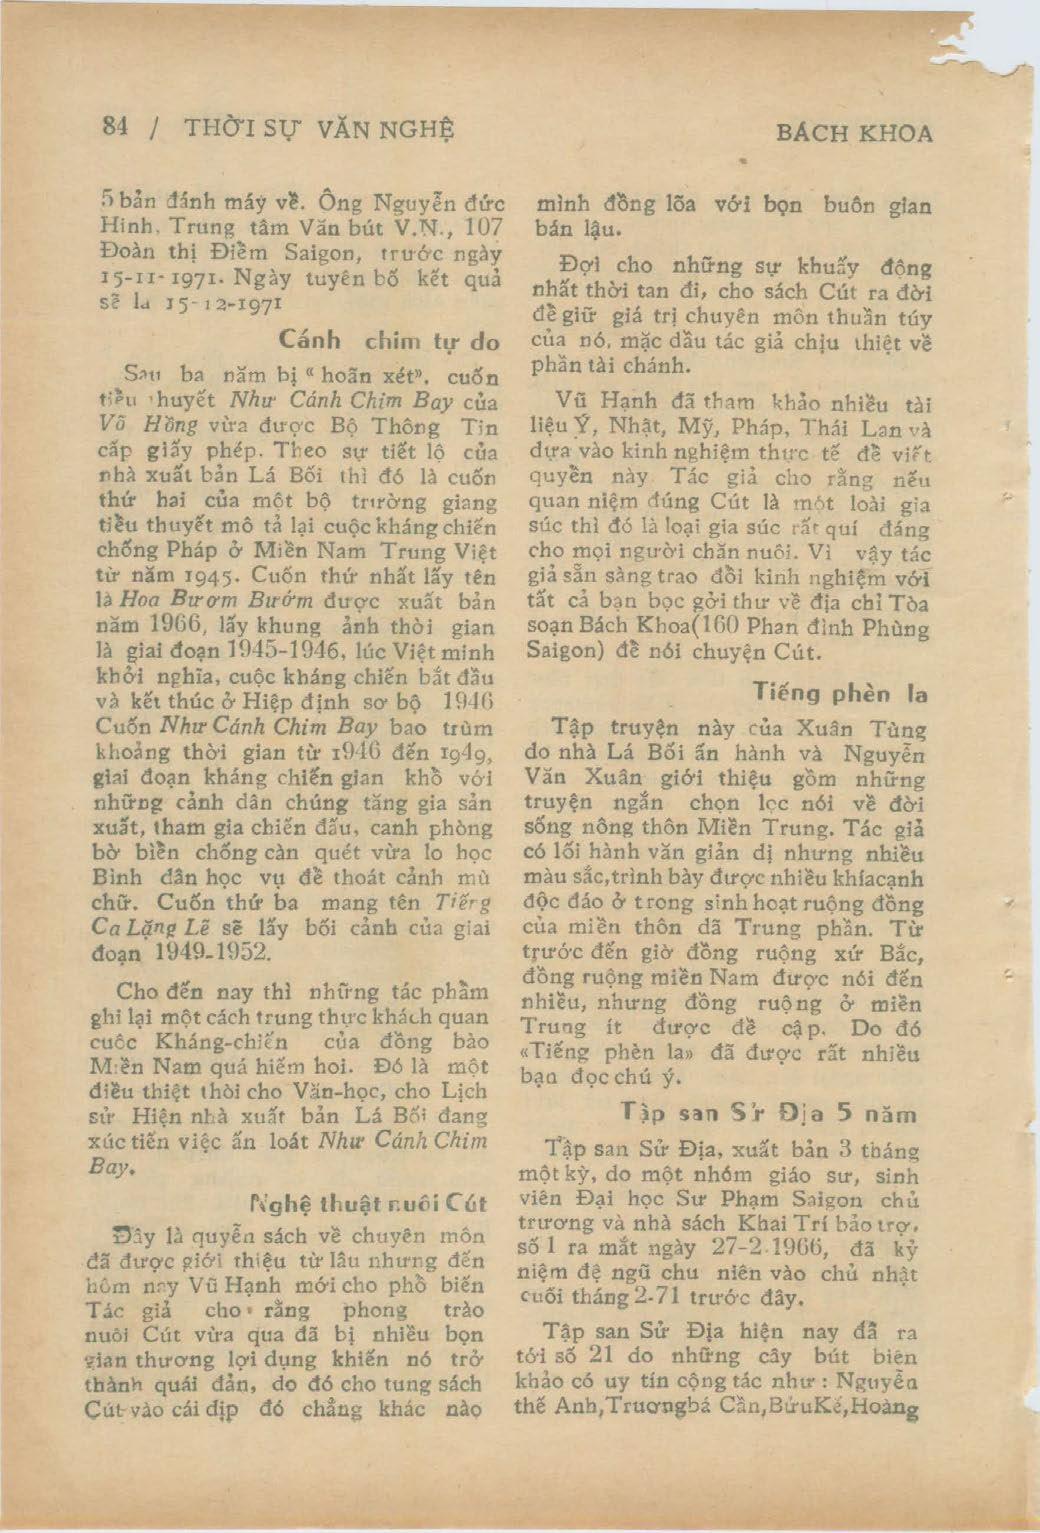 84 / THỜI SỰ VĂN NGHỆ
BÁCH KHOA
5 bản đánh máy về. Ông Nguyễn đức
Hinh, Trung tâm Văn bút V.N., 107
Đoàn thị Điểm Saigon, trước ngày
15-11-1971. Ngày tuyên bố kết quả
sẽ là 15-12-1971
Cánh chim tự do
Sau ba năm bị « hoãn xét», cuốn
tiểu thuyết Như Cánh Chim Bay của
Võ Hồng vừa được Bộ Thông Tin
cấp giấy phép. Theo sự tiết lộ của
nhà xuất bản Lá Bối thì đó là cuốn
thứ hai của một bộ trường giang
tiểu thuyết mô tả lại cuộc kháng chiến
chống Pháp ở Miền Nam Trung Việt
từ năm 1945. Cuốn thứ nhất lấy tên
là Hoa Bươm Bướm được xuất bản
năm 1966, lấy khung ảnh thời gian
là giai đoạn 1945-1946, lúc Việt minh
khởi nghĩa, cuộc kháng chiến bắt đầu
và kết thúc ở Hiệp định sơ bộ 1946
Cuốn Như Cánh Chim Bay bao trùm
khoảng thời gian từ 1946 đến 1949,
giai đoạn kháng chiến gian khổ với
những cảnh dân chúng tăng gia sản
xuất, tham gia chiến đấu, canh phòng
bờ biển chống càn quét vừa lo học
Bình dân học vụ để thoát cảnh mù
chữ. Cuốn thứ ba mang tên Tiếng
Ca Lặng Lẽ sẽ lấy bối cảnh của giai
đoạn 1949-1952.
Cho đến nay thì những tác phẩm
ghi lại một cách trung thực khách quan
cuộc Kháng-chiến của đồng bào
Miền Nam quá hiếm hoi. Đó là một
điều thiệt thòi cho Văn-học, cho Lịch
sử Hiện nhà xuất bản Lá Bối đang
xúc tiến việc ấn loát Như Cánh Chim
Bay.
Nghệ thuật nuôi Cút
Đây là quyển sách về chuyên môn
đã được giới thiệu từ lâu nhưng đến
hôm nay Vũ Hạnh mới cho phổ biến
Tác giả cho rằng phong trào
nuôi Cút vừa qua đã bị nhiều bọn
gian thương lợi dụng khiến nó trở
thành quái đản, do đó cho tung sách
Cút vào cái dịp đó chẳng khác nào
mình đồng lõa với bọn buôn gian
bán lậu.
Đợi cho những sự khuấy động
nhất thời tan đi, cho sách Cút ra đời
để giữ giá trị chuyên môn thuần túy
của nó, mặc dầu tác giả chịu thiệt về
phần tài chánh.
Vũ Hạnh đã tham khảo nhiều tài
liệu Ý, Nhật, Mỹ, Pháp, Thái Lan và
dựa vào kinh nghiệm thực tế để viết
quyển này Tác giả cho rằng nếu
quan niệm đúng Cút là một loài gia
súc thì đó là loại gia súc rất quí đáng
cho mọi người chăn nuôi. Vì vậy tác
giả sẵn sàng trao đổi kinh nghiệm với
tất cả bạn bọc gởi thư về địa chỉ Tòa
soạn Bách Khoa(160 Phan đình Phùng
Saigon) để nói chuyện Cút.
Tiếng phèn la
Tập truyện này của Xuân Tùng
do nhà Lá Bối ấn hành và Nguyễn
Văn Xuân giới thiệu gồm những
truyện ngắn chọn lọc nói về đời
sống nông thôn Miền Trung. Tác giả
có lối hành văn giản dị nhưng nhiều
màu sắc,trình bày được nhiều khíacạnh
độc đáo ở trong sinh hoạt ruộng đồng
của miền thôn dã Trung phần. Từ
trước đến giờ đồng ruộng xứ Bắc,
đồng ruộng miền Nam được nói đến
nhiều, nhưng đồng ruộng ở miền
Trung ít được đề cập. Do đó
«Tiếng phèn la» đã được rất nhiều
bạn đọc chú ý.
Tập san Sử Địa 5 năm
Tập san Sử Địa, xuất bản 3 tháng
một kỳ, do một nhóm giáo sư, sinh
viên Đại học Sư Phạm Saigon chủ
trương và nhà sách Khai Trí bảo trợ,
số 1 ra mắt ngày 27-2-1966, đã kỷ
niệm đệ ngũ chu niên vào chủ nhật
cuối tháng 2-71 trước đây.
Tập san Sử Địa hiện nay đã ra
tới số 21 do những cây bút biên
khảo có uy tín cộng tác như : Nguyễn
thế Anh,Trươngbá Cần,BửuKế,Hoàng